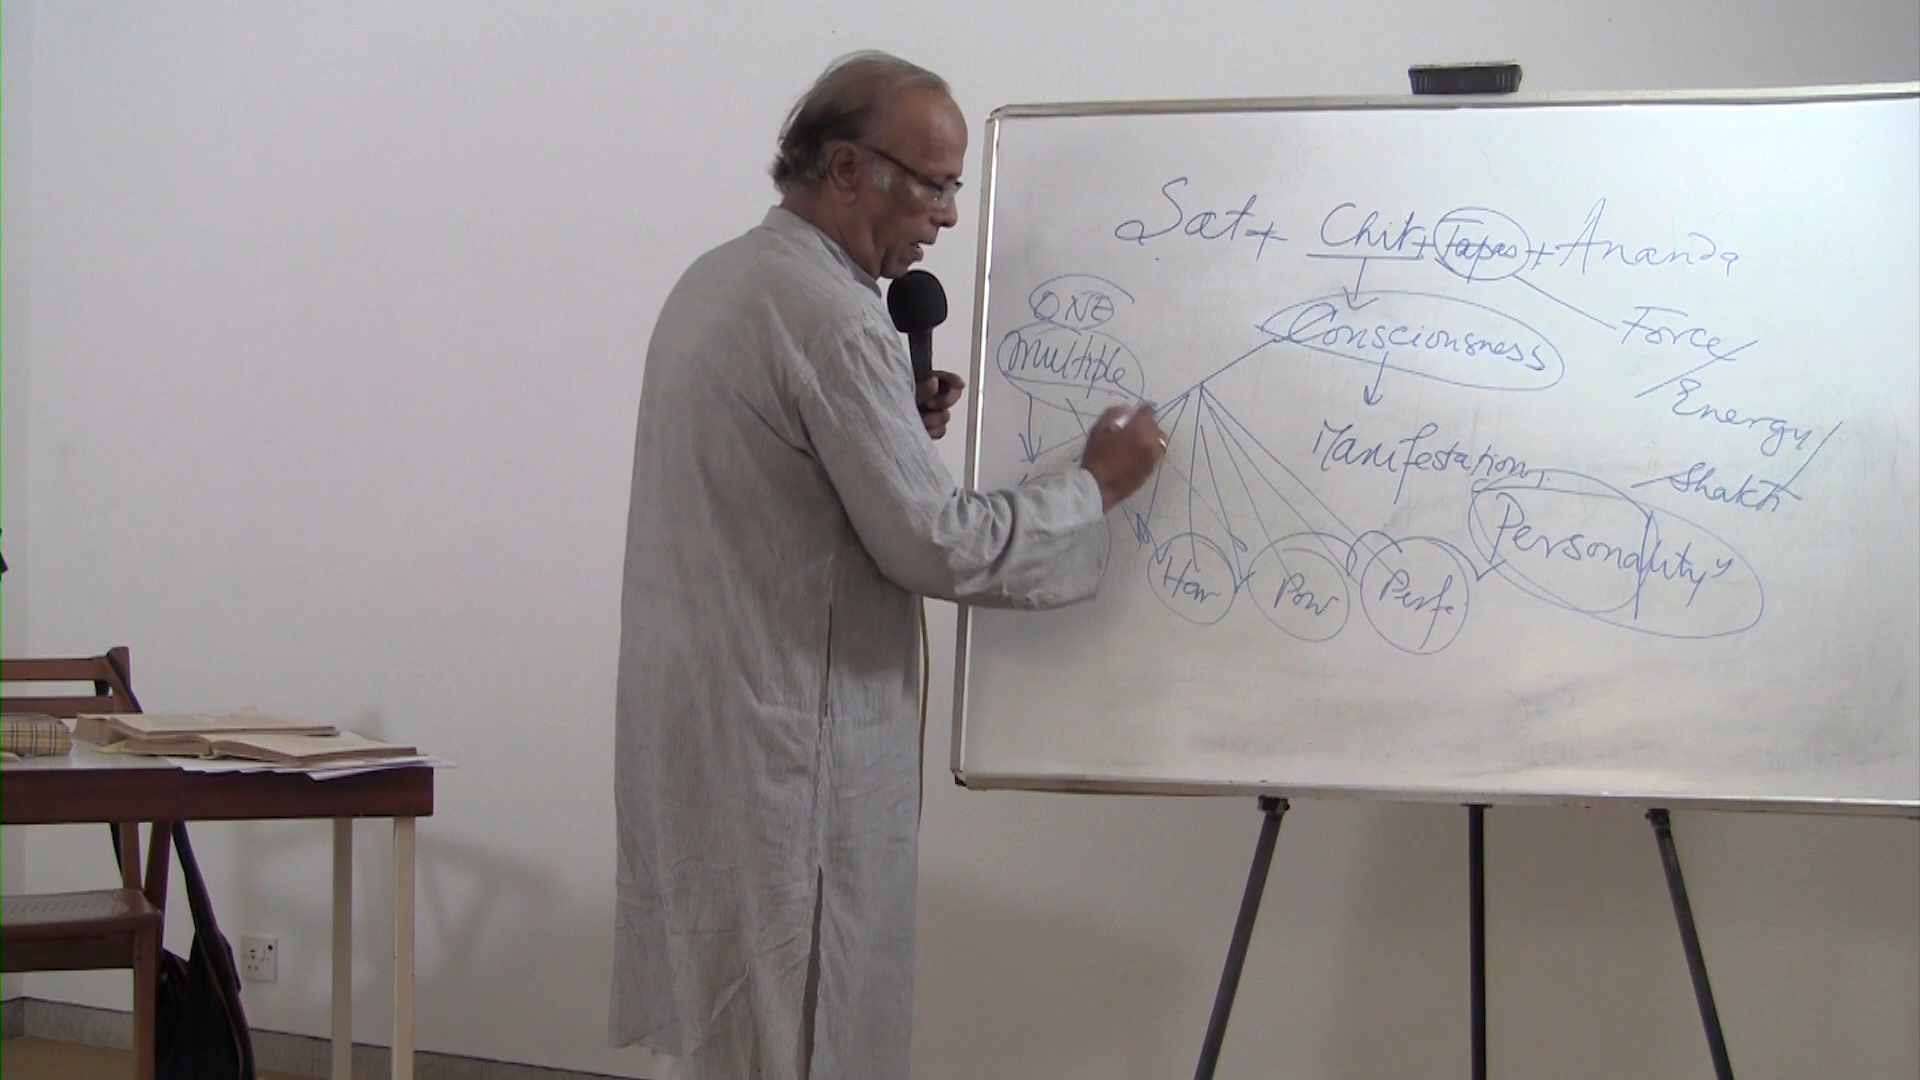 Sat + Chit + Tapas + Ananda
ONE
Multiple
Consciousness
Force/
Energy/
Shakti
Manifestation
Personality
Har
Pow
Perfe